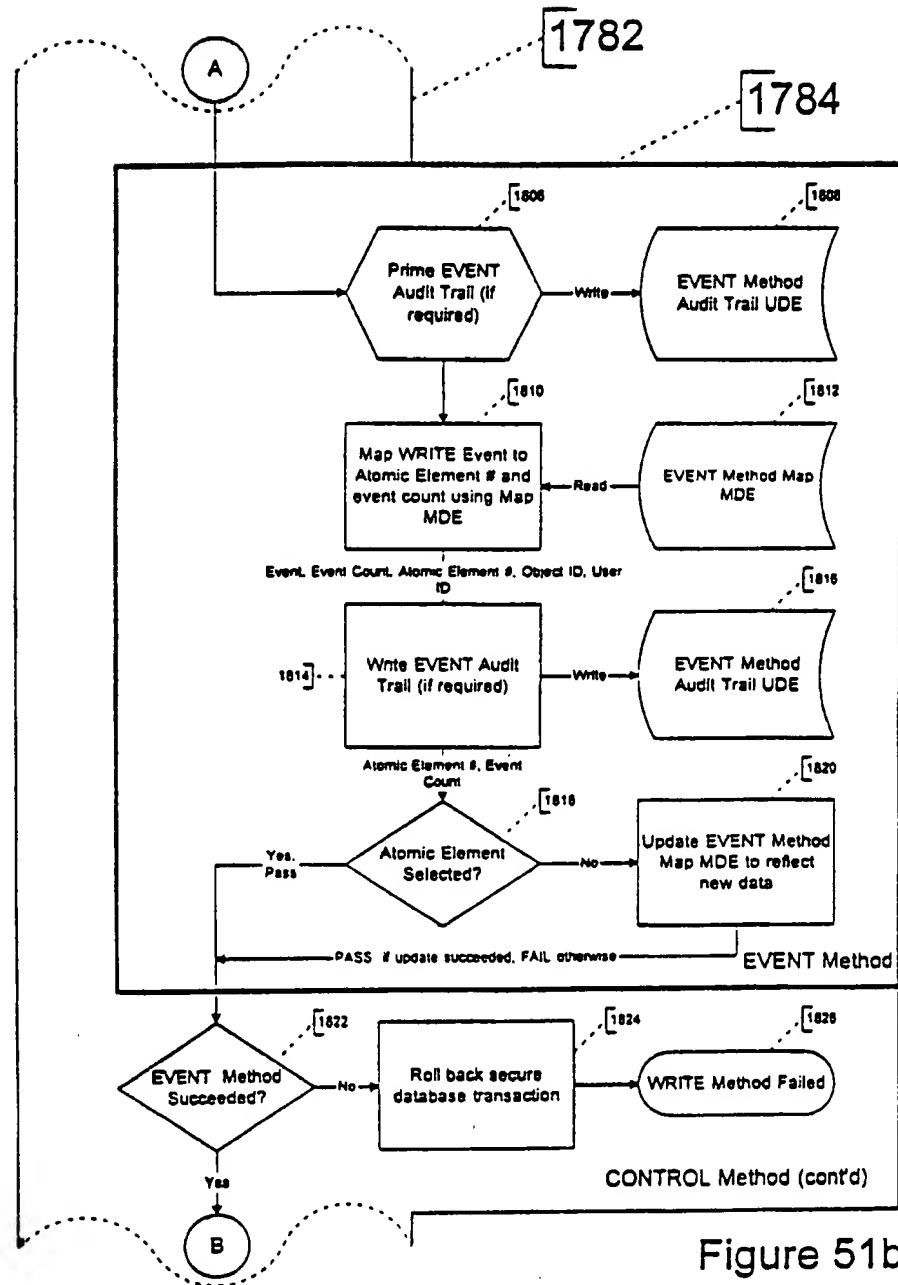 1782
A
1784
1806
1808
Prime EVENT
Audit Trail (if
required)
Write
EVENT Method
Audit Trail UDE
1810
1812
Map WRITE Event to
Atomic Element # and
event count using Map
MDE
Read
EVENT Method Map
MDE
Event, Event Count, Atomic Element #, Object ID, User
ID
1816
1814
Write EVENT Audit
Trail (if required)
Write
EVENT Method
Audit Trail UDE
Atomic Element #, Event
Count
1818
1820
Yes,
Pass
Atomic Element
Selected?
No
Update EVENT Method
Map MDE to reflect
new data
PASS if update succeeded, FAIL otherwise
EVENT Method
1822
1824
1826
EVENT Method
Succeeded?
No
Roll back secure
database transaction
WRITE Method Failed
Yes
CONTROL Method (cont'd)
B
Figure 51b